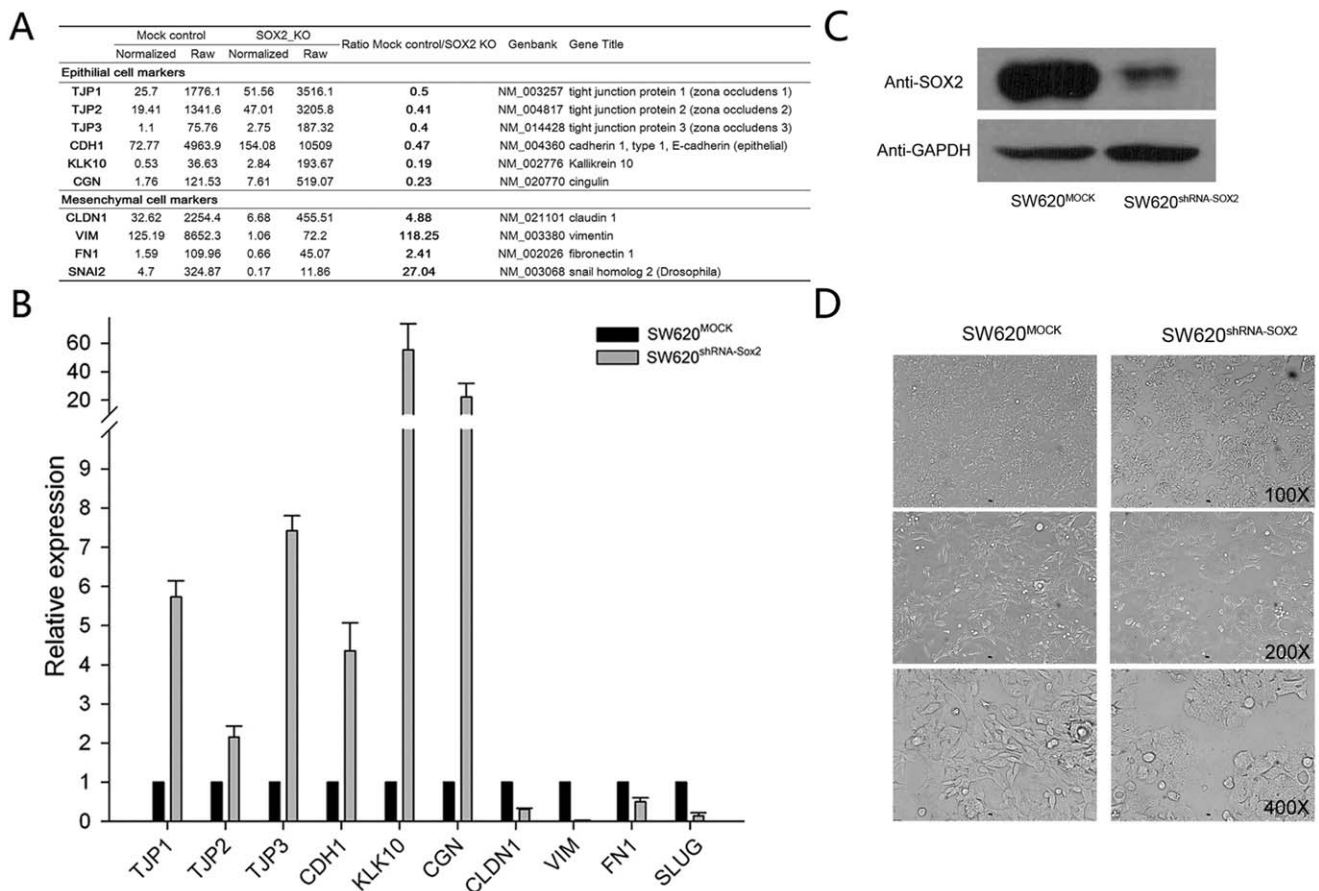 A
Mock control SOX2_KO Ratio Mock control/SOX2 KO Genbank Gene Title
Normalized Raw Normalized Raw
Epithilial cell markers
TJP1 25.7 1776.1 51.56 3516.1 0.5 NM_003257 tight junction protein 1 (zona occludens 1)
TJP2 19.41 1341.6 47.01 3205.8 0.41 NM_004817 tight junction protein 2 (zona occludens 2)
TJP3 1.1 75.76 2.75 187.32 0.4 NM_014428 tight junction protein 3 (zona occludens 3)
CDH1 72.77 4963.9 154.08 10509 0.47 NM_004360 cadherin 1, type 1, E-cadherin (epithelial)
KLK10 0.53 36.63 2.84 193.67 0.19 NM_002776 Kallikrein 10
CGN 1.76 121.53 7.61 519.07 0.23 NM_020770 cingulin
Mesenchymal cell markers
CLDN1 32.62 2254.4 6.68 455.51 4.88 NM_021101 claudin 1
VIM 125.19 8652.3 1.06 72.2 118.25 NM_003380 vimentin
FN1 1.59 109.96 0.66 45.07 2.41 NM_002026 fibronectin 1
SNAI2 4.7 324.87 0.17 11.86 27.04 NM_003068 snail homolog 2 (Drosophila)
B
SW620MOCK
SW620shRNA-Sox2
Relative expression
60
40
20
9
8
7
6
5
4
3
2
1
0
TJP1 TJP2 TJP3 CDH1 KLK10 CGN CLDN1 VIM FN1 SLUG
C
Anti-SOX2
Anti-GAPDH
SW620MOCK SW620shRNA-SOX2
D
SW620MOCK SW620shRNA-SOX2
100X
200X
400X